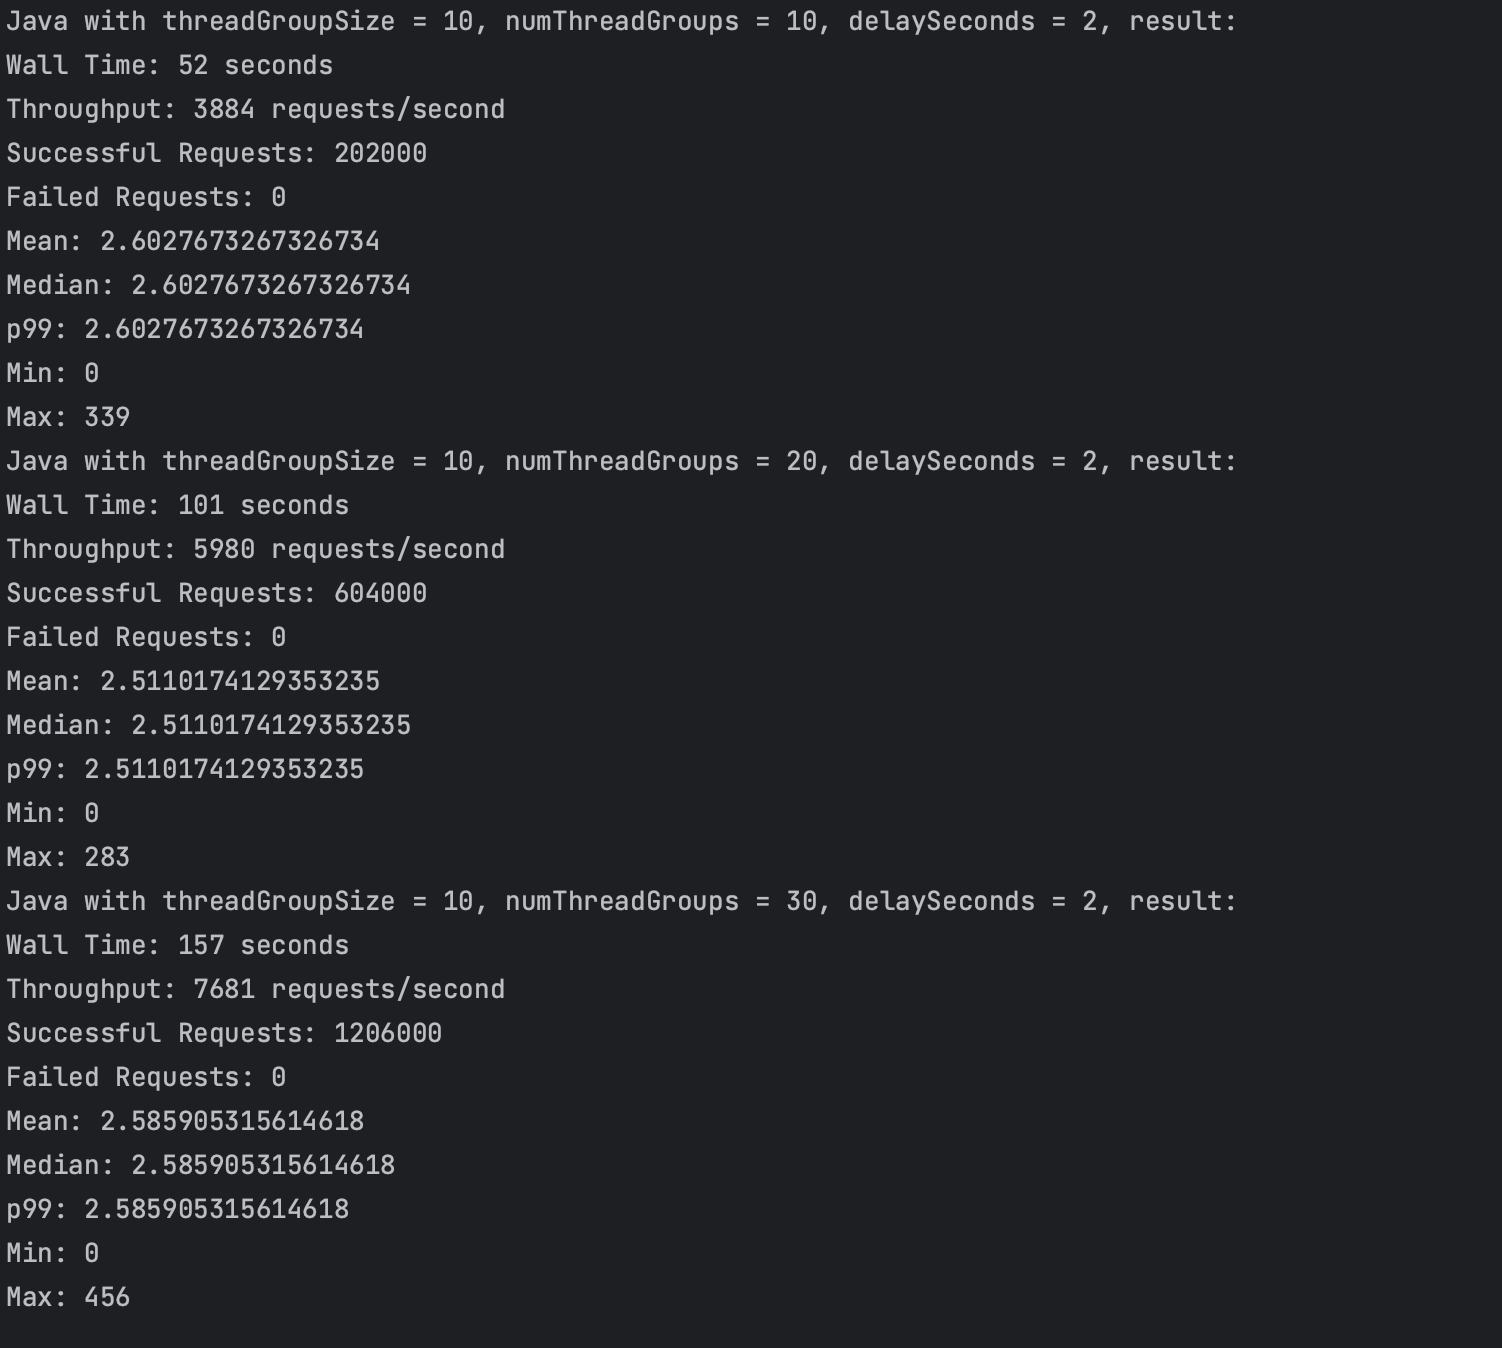 Java with threadGroupSize = 10, numThreadGroups = 10, delaySeconds = 2, result:
Wall Time: 52 seconds
Throughput: 3884 requests/second
Successful Requests: 202000
Failed Requests: 0
Mean: 2.6027673267326734
Median: 2.6027673267326734
p99: 2.6027673267326734
Min: 0
Max: 339
Java with threadGroupSize = 10, numThreadGroups = 20, delaySeconds = 2, result:
Wall Time: 101 seconds
Throughput: 5980 requests/second
Successful Requests: 604000
Failed Requests: 0
Mean: 2.5110174129353235
Median: 2.5110174129353235
p99: 2.5110174129353235
Min: 0
Max: 283
Java with threadGroupSize = 10, numThreadGroups = 30, delaySeconds = 2, result:
Wall Time: 157 seconds
Throughput: 7681 requests/second
Successful Requests: 1206000
Failed Requests: 0
Mean: 2.585905315614618
Median: 2.585905315614618
p99: 2.585905315614618
Min: 0
Max: 456